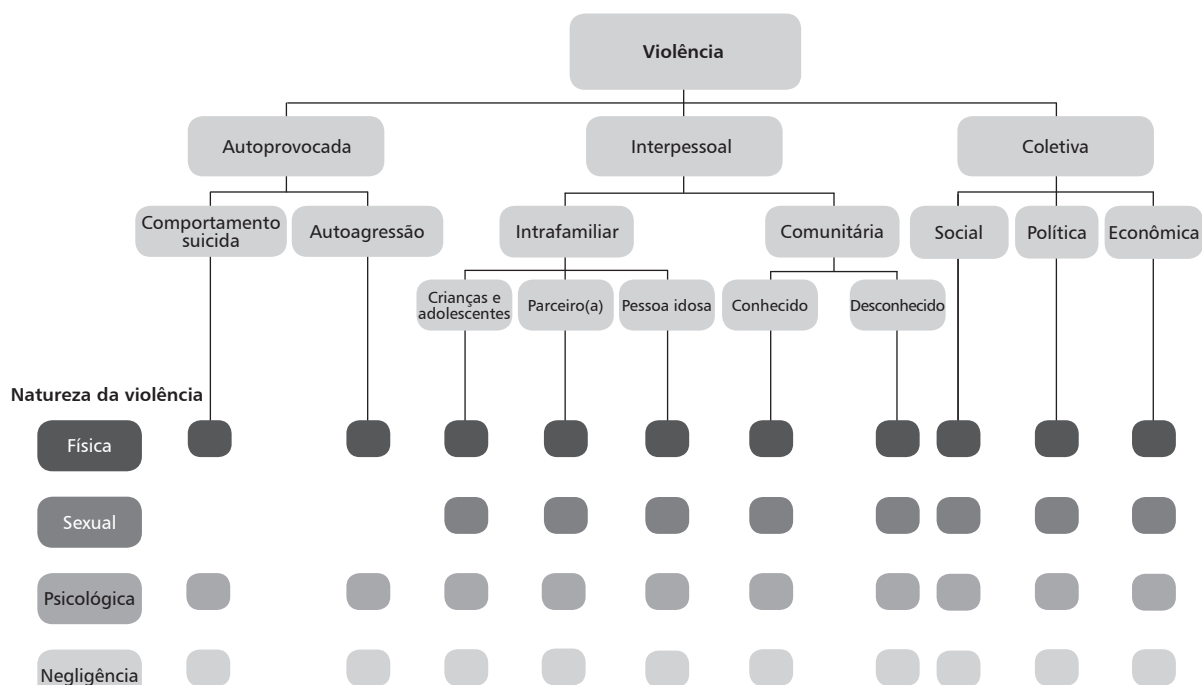 Violência
Autoprovocada
Interpessoal
Coletiva
Comportamento
suicida
Autoagressão
Intrafamiliar
Comunitária
Social
Política
Econômica
Crianças e
adolescentes
Parceiro(a)
Pessoa idosa
Conhecido
Desconhecido
Natureza da violência
Física
Sexual
Psicológica
Negligência